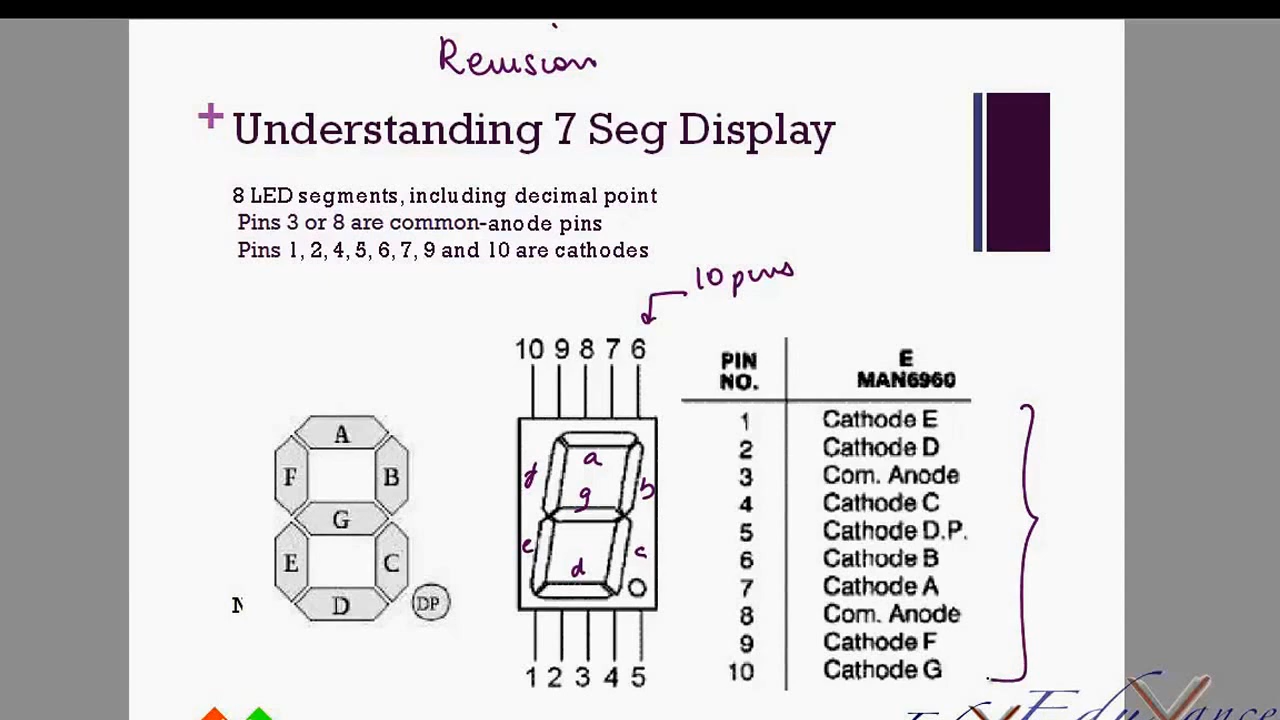 Revision
+ Understanding 7 Seg Display
8 LED segments, including decimal point
Pins 3 or 8 are common-anode pins
Pins 1, 2, 4, 5, 6, 7, 9 and 10 are cathodes
10 pins
10 9 8 7 6
A
F B
G
E C
D DP
N
a
f b
g
e c
d
1 2 3 4 5
PIN NO. E MAN6960
1 Cathode E
2 Cathode D
3 Com. Anode
4 Cathode C
5 Cathode D.P.
6 Cathode B
7 Cathode A
8 Com. Anode
9 Cathode F
10 Cathode G